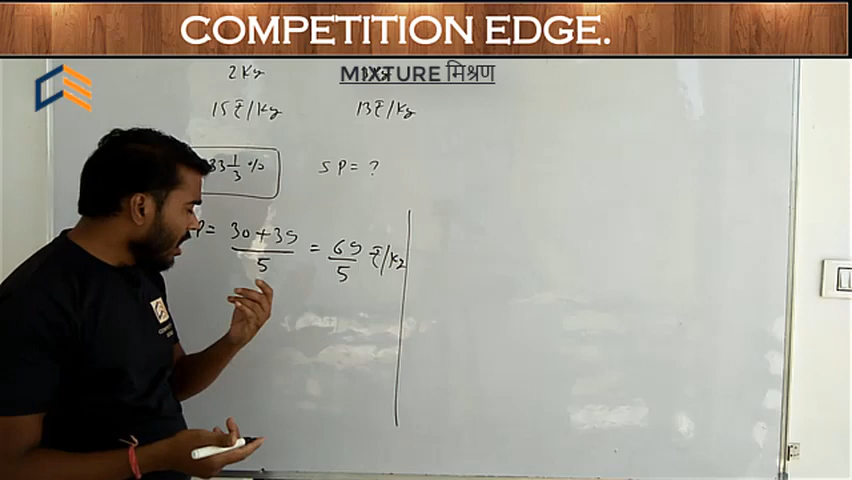 COMPETITION EDGE.
MIXTURE मिश्रण
2 Kg
15 ₹/Kg 13 ₹/Kg
33 1/3 % SP = ?
P = 30 + 39 / 5 = 69 / 5 ₹/Kg